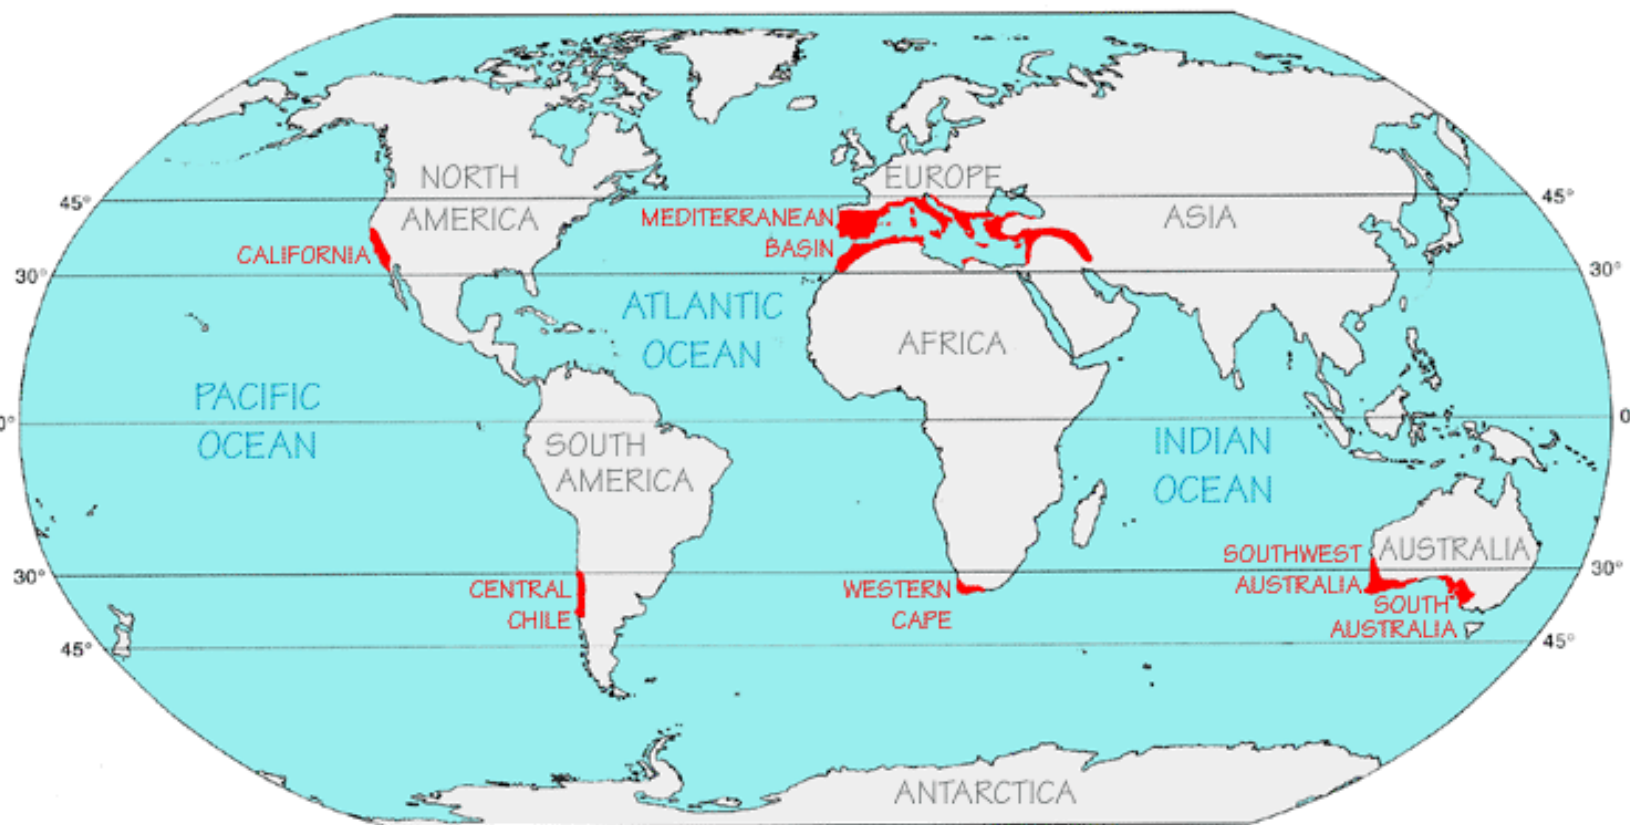 NORTH
AMERICA
EUROPE
ASIA
45°
45°
MEDITERRANEAN
BASIN
CALIFORNIA
30°
30°
ATLANTIC
OCEAN
AFRICA
PACIFIC
OCEAN
0°
0
SOUTH
AMERICA
INDIAN
OCEAN
SOUTHWEST
AUSTRALIA
AUSTRALIA
30°
30°
CENTRAL
CHILE
WESTERN
CAPE
SOUTH
AUSTRALIA
45°
45°
ANTARCTICA